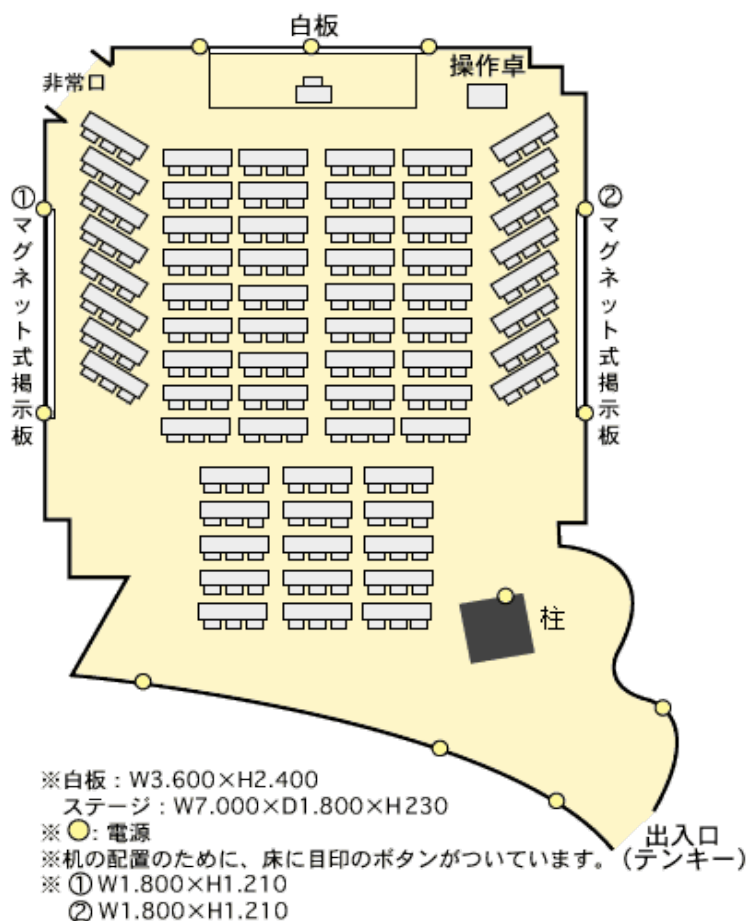 白板
操作卓
非常口
①マグネット式掲示板
②マグネット式掲示板
柱
※白板：W3.600×H2.400
ステージ：W7.000×D1.800×H230
※ ○：電源
※机の配置のために、床に目印のボタンがついています。
※ ①W1.800×H1.210
②W1.800×H1.210
出入口
（テンキー）